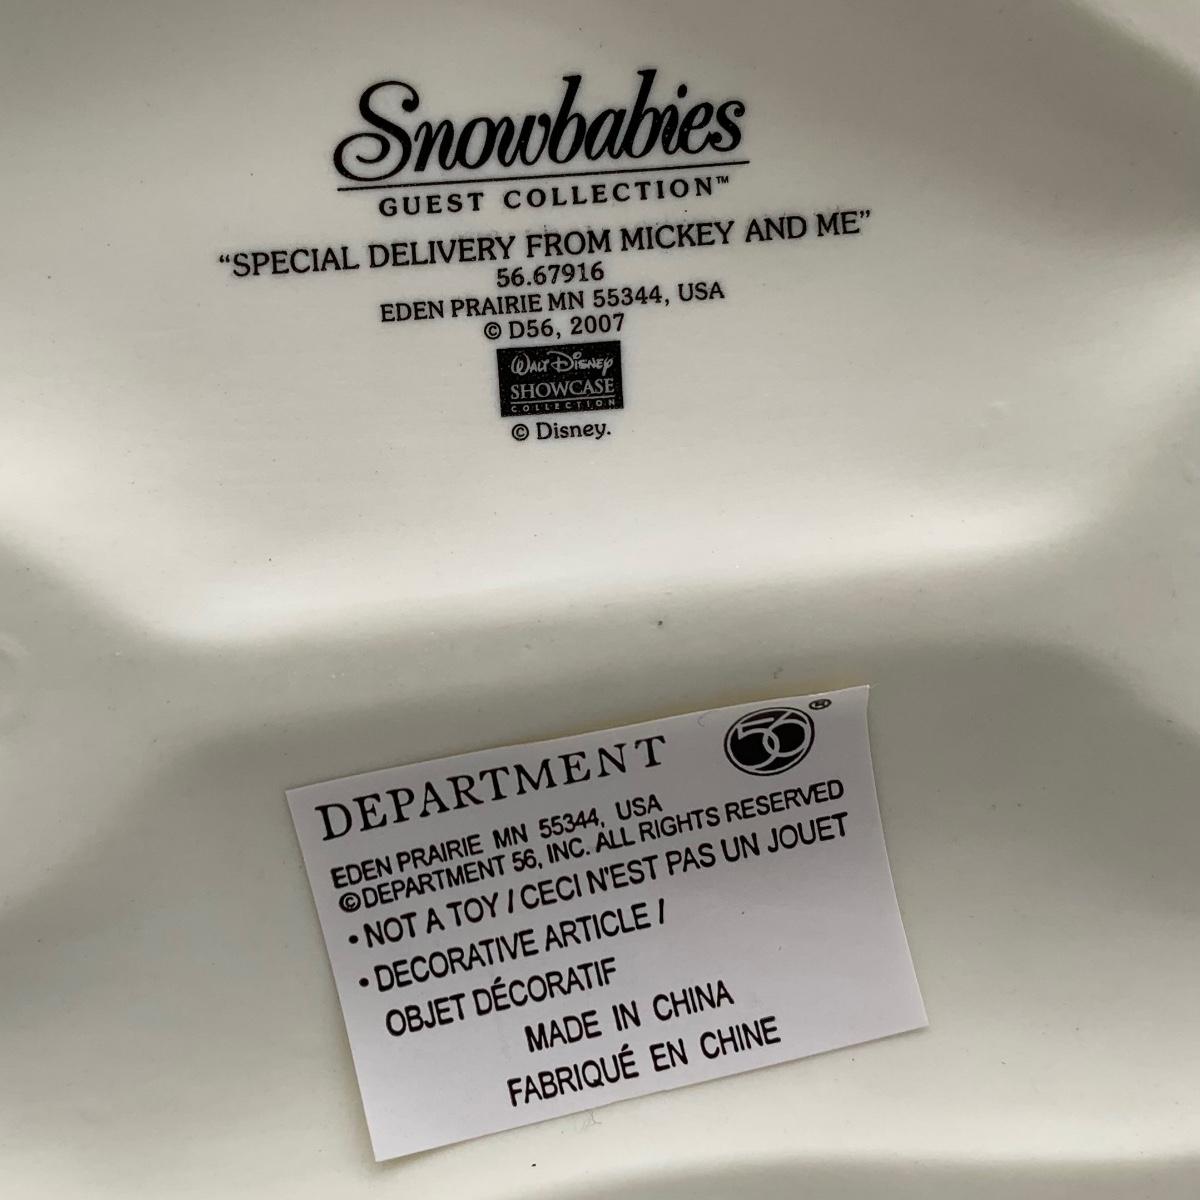 Snowbabies
GUEST COLLECTION™
“SPECIAL DELIVERY FROM MICKEY AND ME”
56.67916
EDEN PRAIRIE MN 55344, USA
© D56, 2007
WALT DISNEY
SHOWCASE
COLLECTION
© Disney.
DEPARTMENT 56®
EDEN PRAIRIE MN 55344, USA
©DEPARTMENT 56, INC. ALL RIGHTS RESERVED
• NOT A TOY / CECI N'EST PAS UN JOUET
• DECORATIVE ARTICLE /
OBJET DÉCORATIF
MADE IN CHINA
FABRIQUÉ EN CHINE